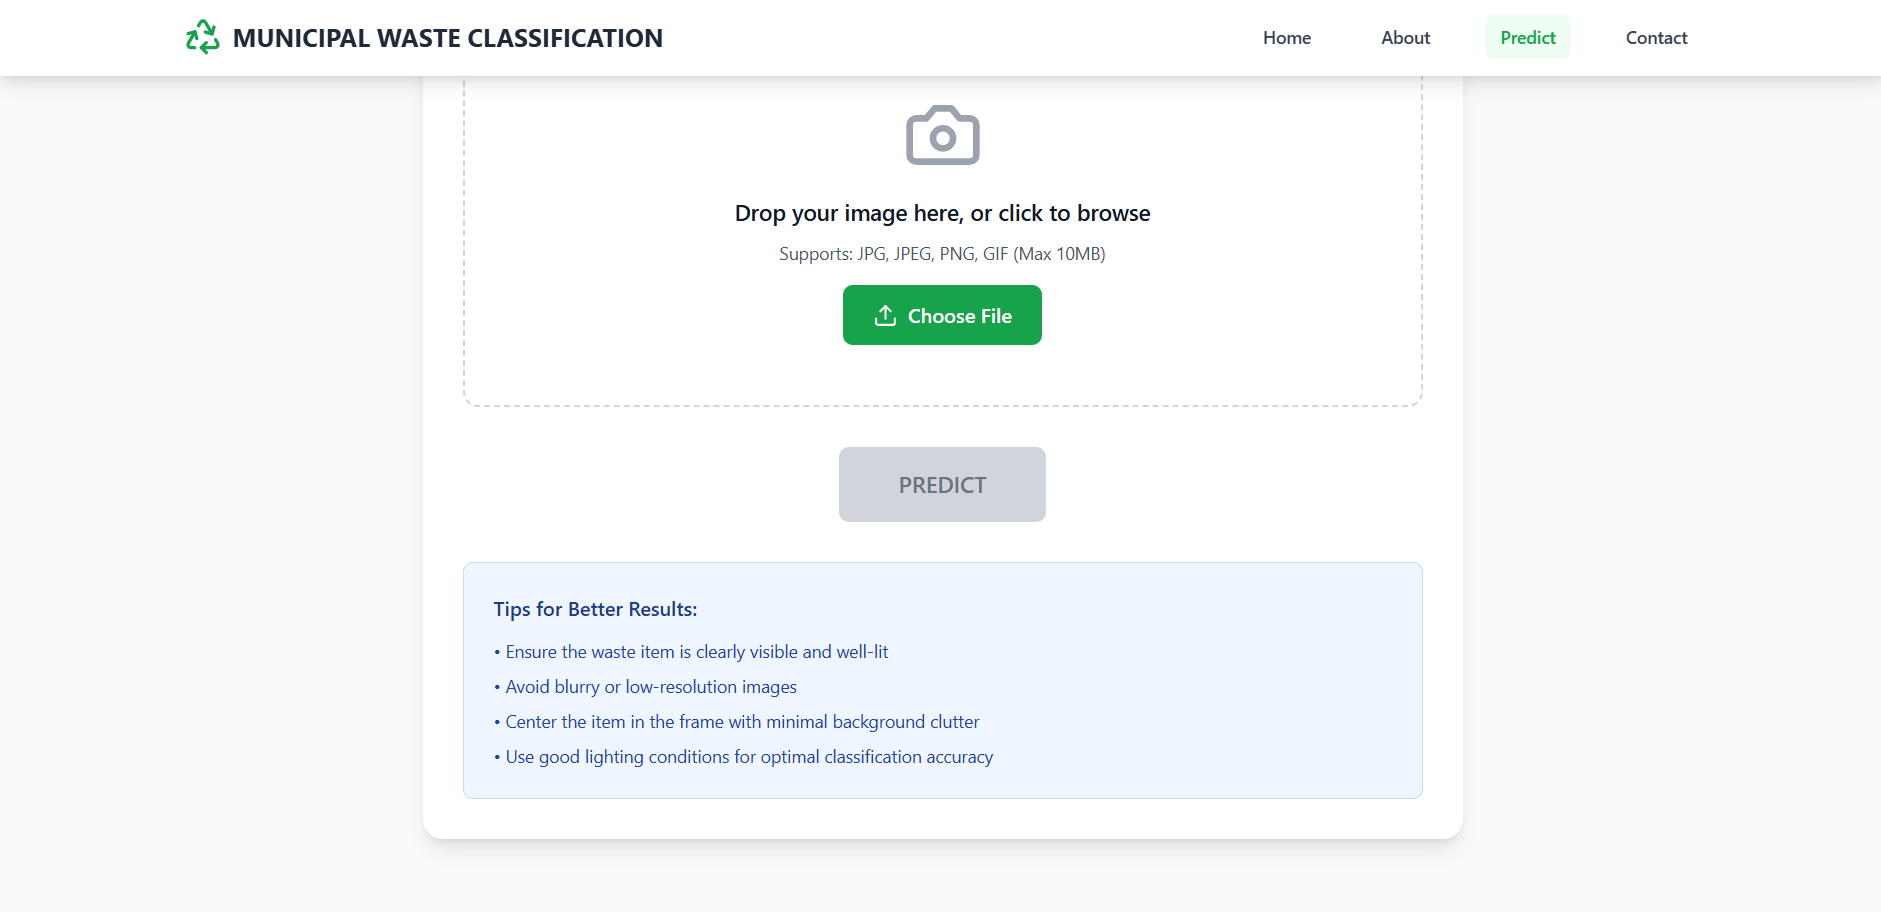 MUNICIPAL WASTE CLASSIFICATION
Home
About
Predict
Contact
Drop your image here, or click to browse
Supports: JPG, JPEG, PNG, GIF (Max 10MB)
Choose File
PREDICT
Tips for Better Results:
• Ensure the waste item is clearly visible and well-lit
• Avoid blurry or low-resolution images
• Center the item in the frame with minimal background clutter
• Use good lighting conditions for optimal classification accuracy